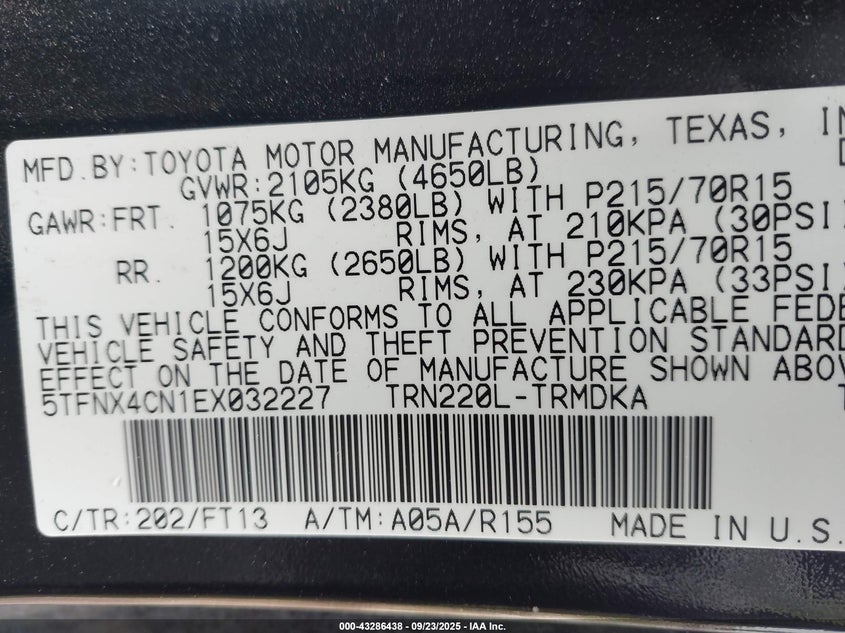 MFD.BY:TOYOTA MOTOR MANUFACTURING, TEXAS,
GVWR:2105KG (4650LB)
GAWR:FRT. 1075KG (2380LB) WITH P215/70R15
15X6J RIMS, AT 210KPA (30PSI)
RR. 1200KG (2650LB) WITH P215/70R15
15X6J RIMS, AT 230KPA (33PSI)
THIS VEHICLE CONFORMS TO ALL APPLICABLE
VEHICLE SAFETY AND THEFT PREVENTION STANDARD
EFFECT ON THE DATE OF MANUFACTURE SHOWN
5TFNX4CN1EX032227 TRN220L-TRMDKA
C/TR:202/FT13 A/TM:A05A/R155 MADE IN U.S.
000-43286438 - 09/23/2025 - IAA Inc.